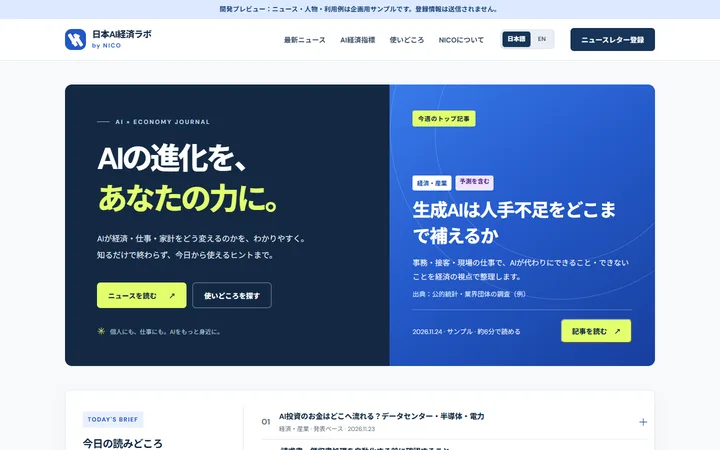 開発プレビュー：ニュース・人物・利用例は企画用サンプルです。登録情報は送信されません。
日本AI経済ラボ
by NICO
最新ニュース
AI経済指標
使いどころ
NICOについて
日本語
EN
ニュースレター登録
AI × ECONOMY JOURNAL
AIの進化を、
あなたの力に。
AIが経済・仕事・家計をどう変えるのかを、わかりやすく。
知るだけで終わらず、今日から使えるヒントまで。
ニュースを読む ↗
使いどころを探す
個人にも、仕事にも。AIをもっと身近に。
今週のトップ記事
経済・産業
予測を含む
生成AIは人手不足をどこま
で補えるか
事務・接客・現場の仕事で、AIが代わりにできること・できない
ことを経済の視点で整理します。
出典：公的統計・業界団体の調査（例）
2026.11.24 · サンプル · 約6分で読める
記事を読む ↗
TODAY'S BRIEF
今日の読みどころ
01
AI投資のお金はどこへ流れる？データセンター・半導体・電力
経済・産業 · 発表ベース · 2026.11.23